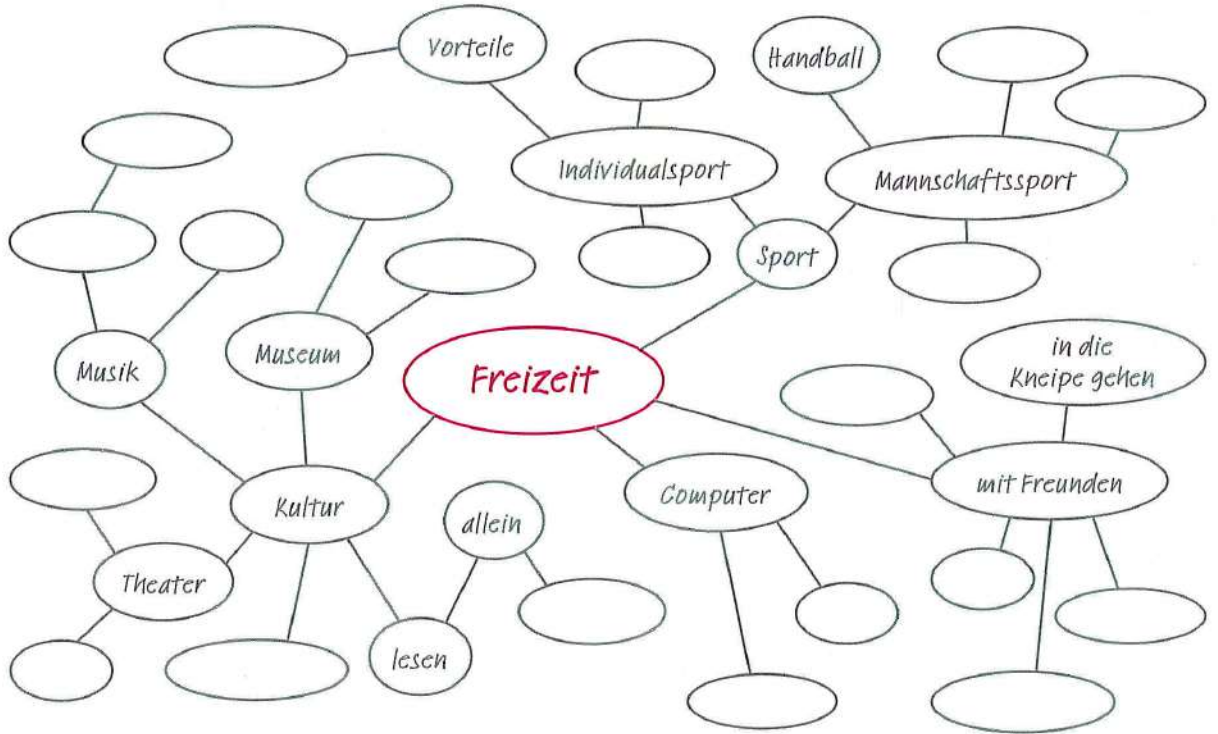 Vorteile
Handball
Individualsport
Mannschaftssport
Sport
Musik
Museum
Freizeit
in die
Kneipe gehen
mit Freunden
Computer
Kultur
allein
Theater
lesen